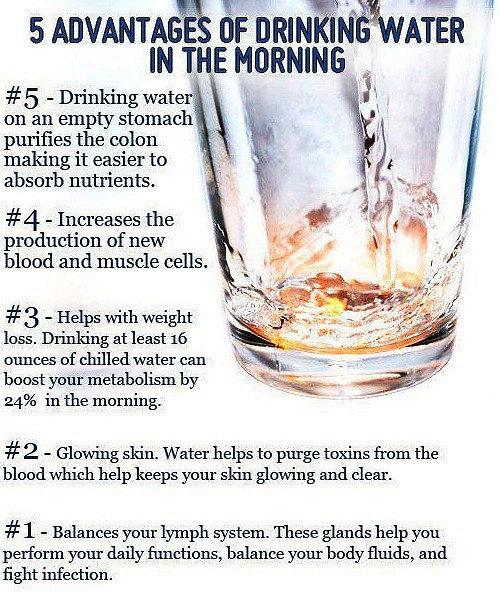 5 ADVANTAGES OF DRINKING WATER
IN THE MORNING
#5 - Drinking water
on an empty stomach
purifies the colon
making it easier to
absorb nutrients.
#4 - Increases the
production of new
blood and muscle cells.
#3 - Helps with weight
loss. Drinking at least 16
ounces of chilled water can
boost your metabolism by
24% in the morning.
#2 - Glowing skin. Water helps to purge toxins from the
blood which help keeps your skin glowing and clear.
#1 - Balances your lymph system. These glands help you
perform your daily functions, balance your body fluids, and
fight infection.